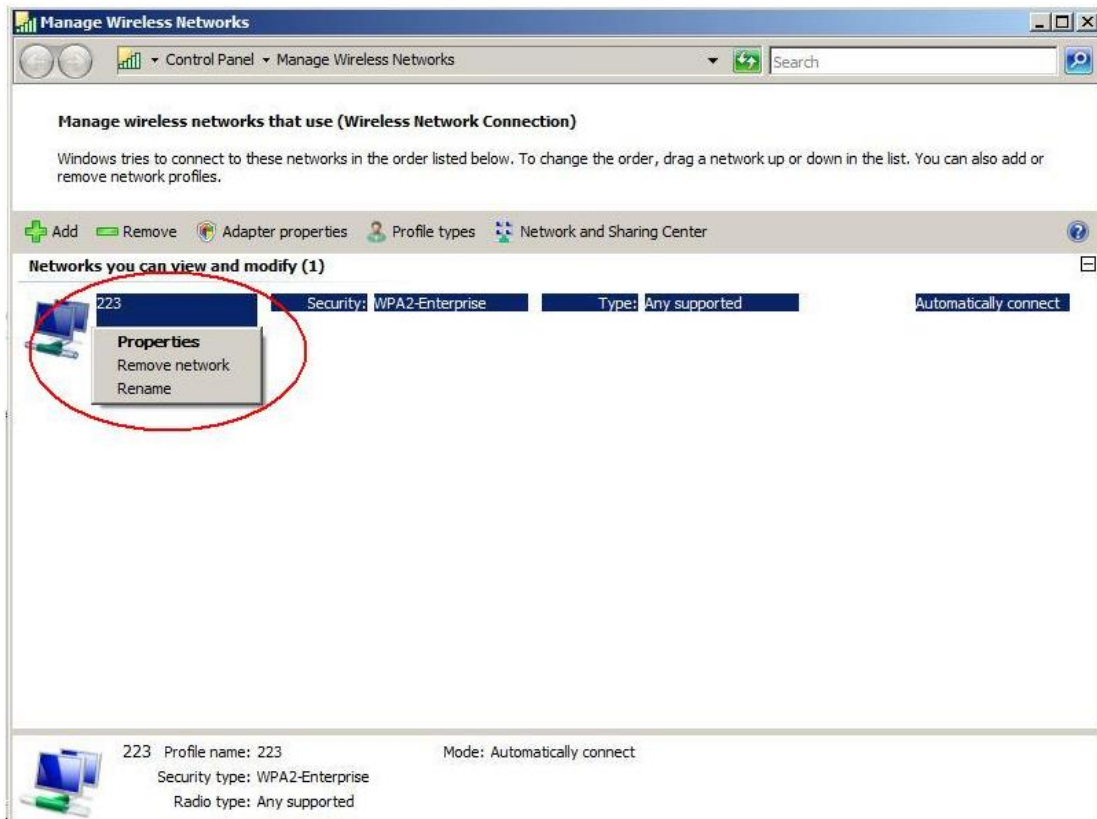 Manage Wireless Networks
Control Panel Manage Wireless Networks Search
Manage wireless networks that use (Wireless Network Connection)
Windows tries to connect to these networks in the order listed below. To change the order, drag a network up or down in the list. You can also add or
remove network profiles.
Add Remove Adapter properties Profile types Network and Sharing Center
Networks you can view and modify (1)
223 Security: WPA2-Enterprise Type: Any supported Automatically connect
Properties
Remove network
Rename
223 Profile name: 223 Mode: Automatically connect
Security type: WPA2-Enterprise
Radio type: Any supported